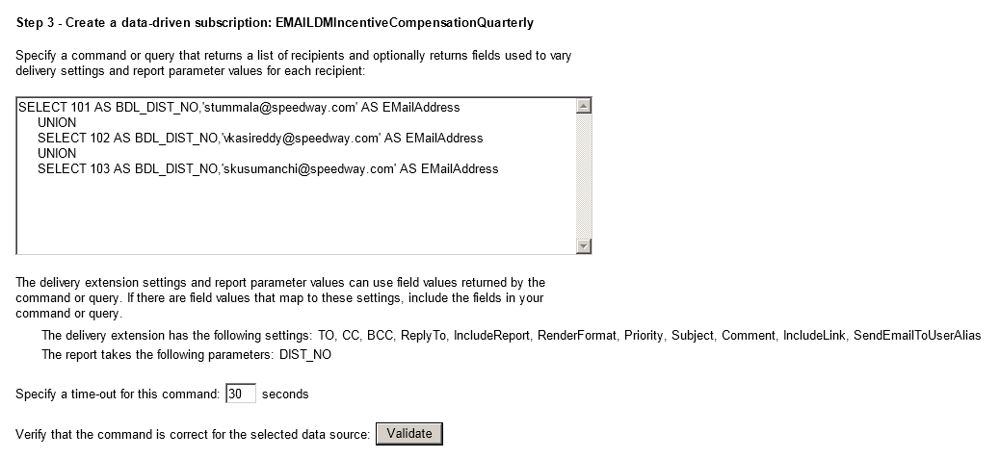 Step 3 - Create a data-driven subscription: EMAILDMIncentiveCompensationQuarterly
Specify a command or query that returns a list of recipients and optionally returns fields used to vary
delivery settings and report parameter values for each recipient:
SELECT 101 AS BDL_DIST_NO,'stummala@speedway.com' AS EMailAddress
UNION
SELECT 102 AS BDL_DIST_NO,'vkasireddy@speedway.com' AS EMailAddress
UNION
SELECT 103 AS BDL_DIST_NO,'skusumanchi@speedway.com' AS EMailAddress
The delivery extension settings and report parameter values can use field values returned by the
command or query. If there are field values that map to these settings, include the fields in your
command or query.
The delivery extension has the following settings: TO, CC, BCC, ReplyTo, IncludeReport, RenderFormat, Priority, Subject, Comment, IncludeLink, SendEmailToUserAlias
The report takes the following parameters: DIST_NO
Specify a time-out for this command: 30 seconds
Verify that the command is correct for the selected data source: Validate